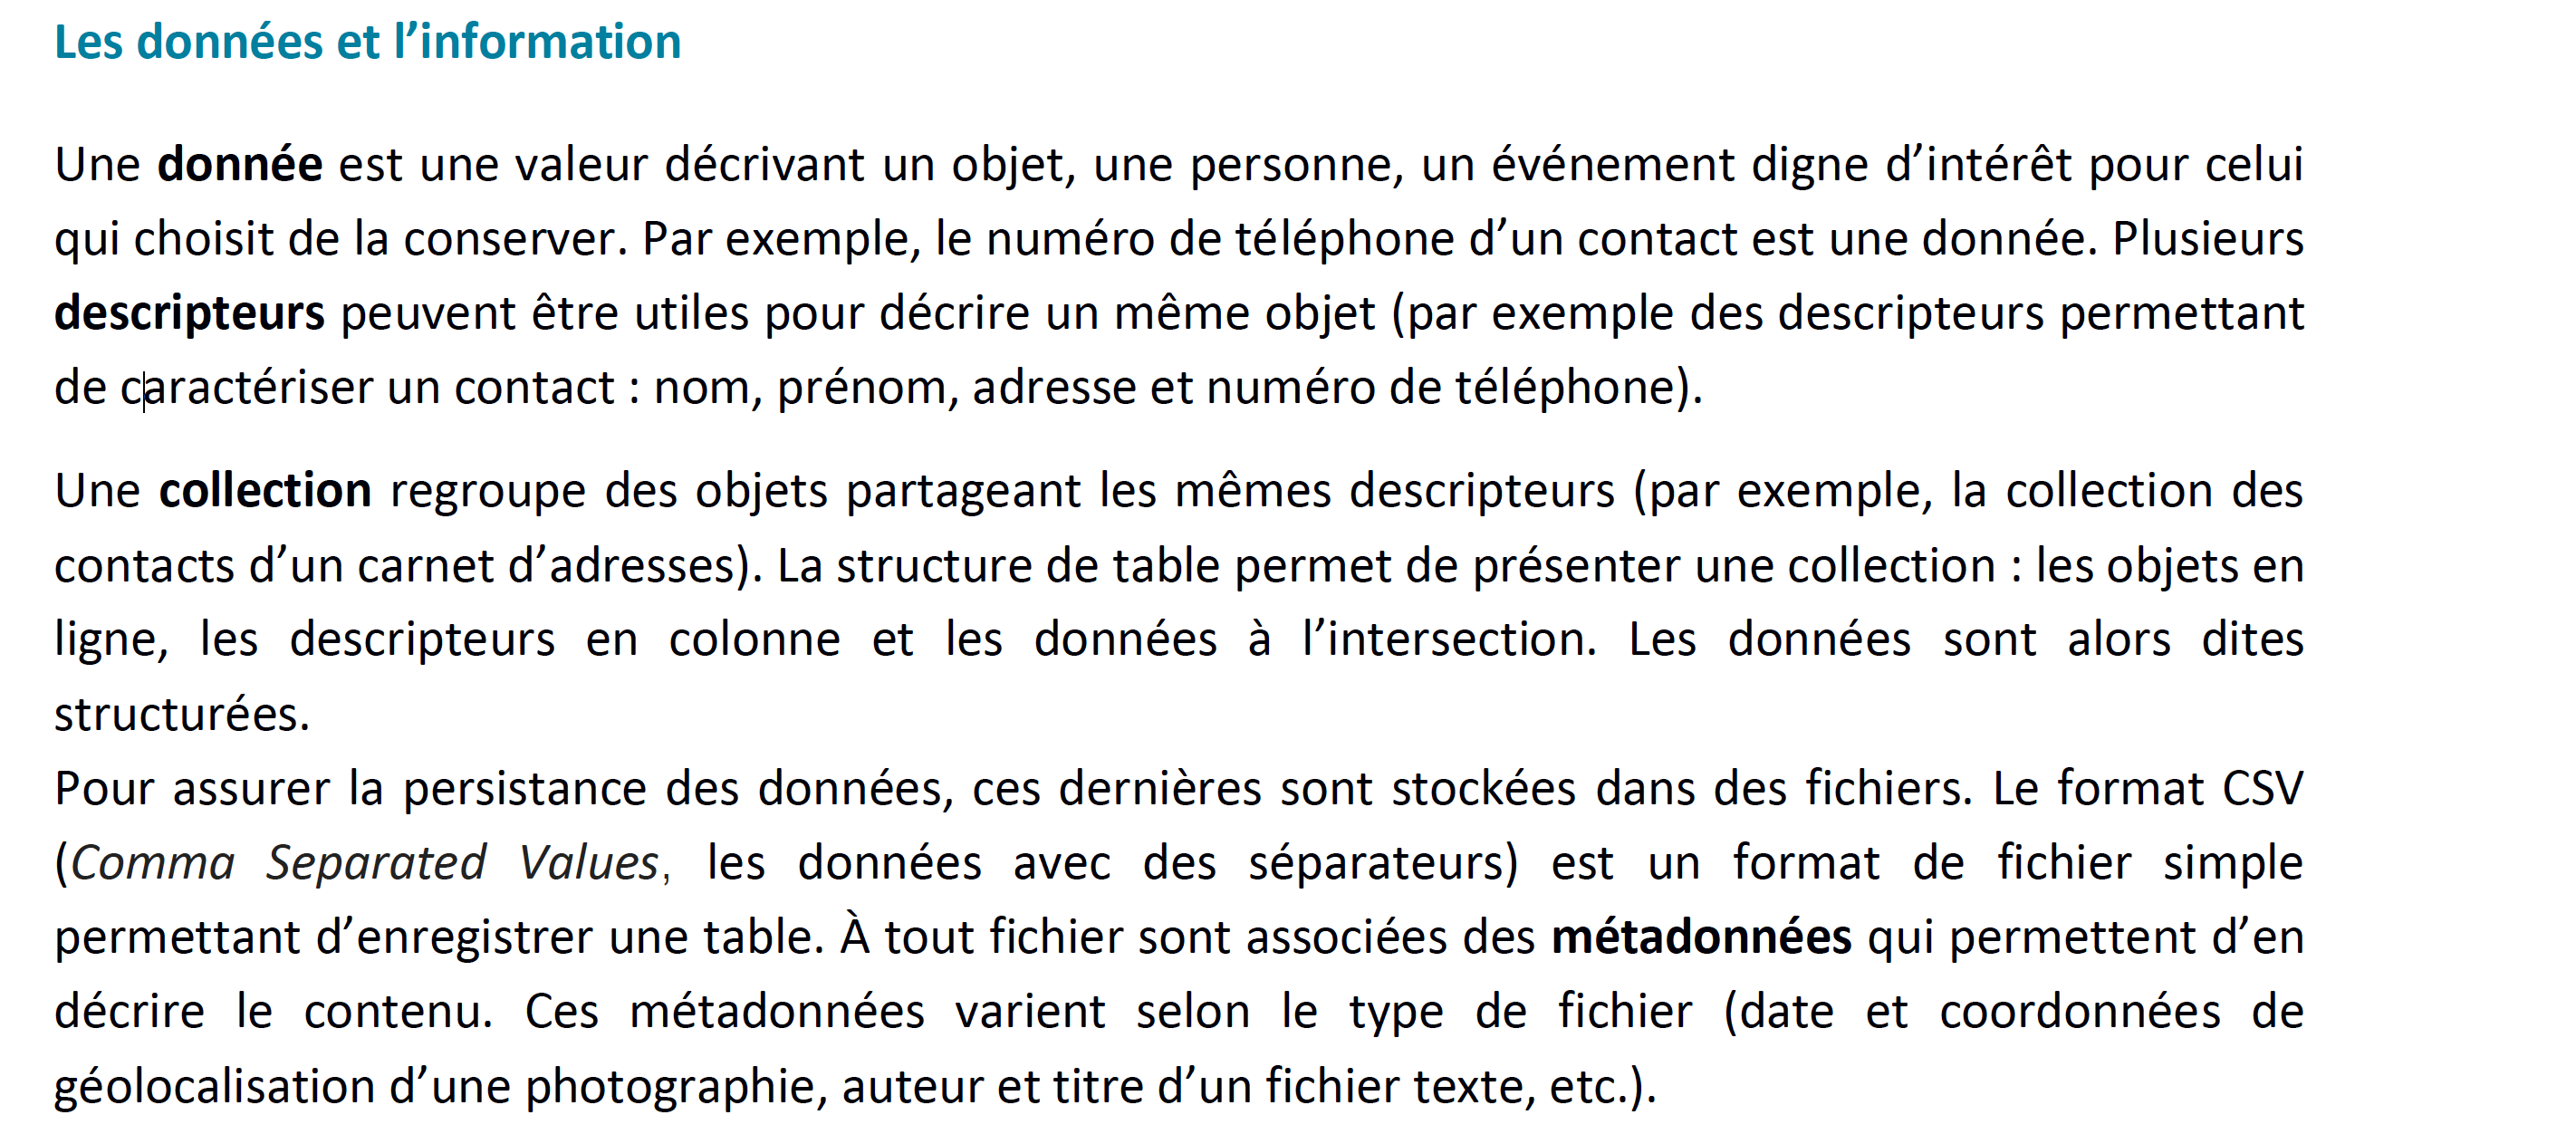 Les données et l’information
Une donnée est une valeur décrivant un objet, une personne, un événement digne d’intérêt pour celui
qui choisit de la conserver. Par exemple, le numéro de téléphone d’un contact est une donnée. Plusieurs
descripteurs peuvent être utiles pour décrire un même objet (par exemple des descripteurs permettant
de caractériser un contact : nom, prénom, adresse et numéro de téléphone).
Une collection regroupe des objets partageant les mêmes descripteurs (par exemple, la collection des
contacts d’un carnet d’adresses). La structure de table permet de présenter une collection : les objets en
ligne, les descripteurs en colonne et les données à l’intersection. Les données sont alors dites
structurées.
Pour assurer la persistance des données, ces dernières sont stockées dans des fichiers. Le format CSV
(Comma Separated Values, les données avec des séparateurs) est un format de fichier simple
permettant d’enregistrer une table. À tout fichier sont associées des métadonnées qui permettent d’en
décrire le contenu. Ces métadonnées varient selon le type de fichier (date et coordonnées de
géolocalisation d’une photographie, auteur et titre d’un fichier texte, etc.).